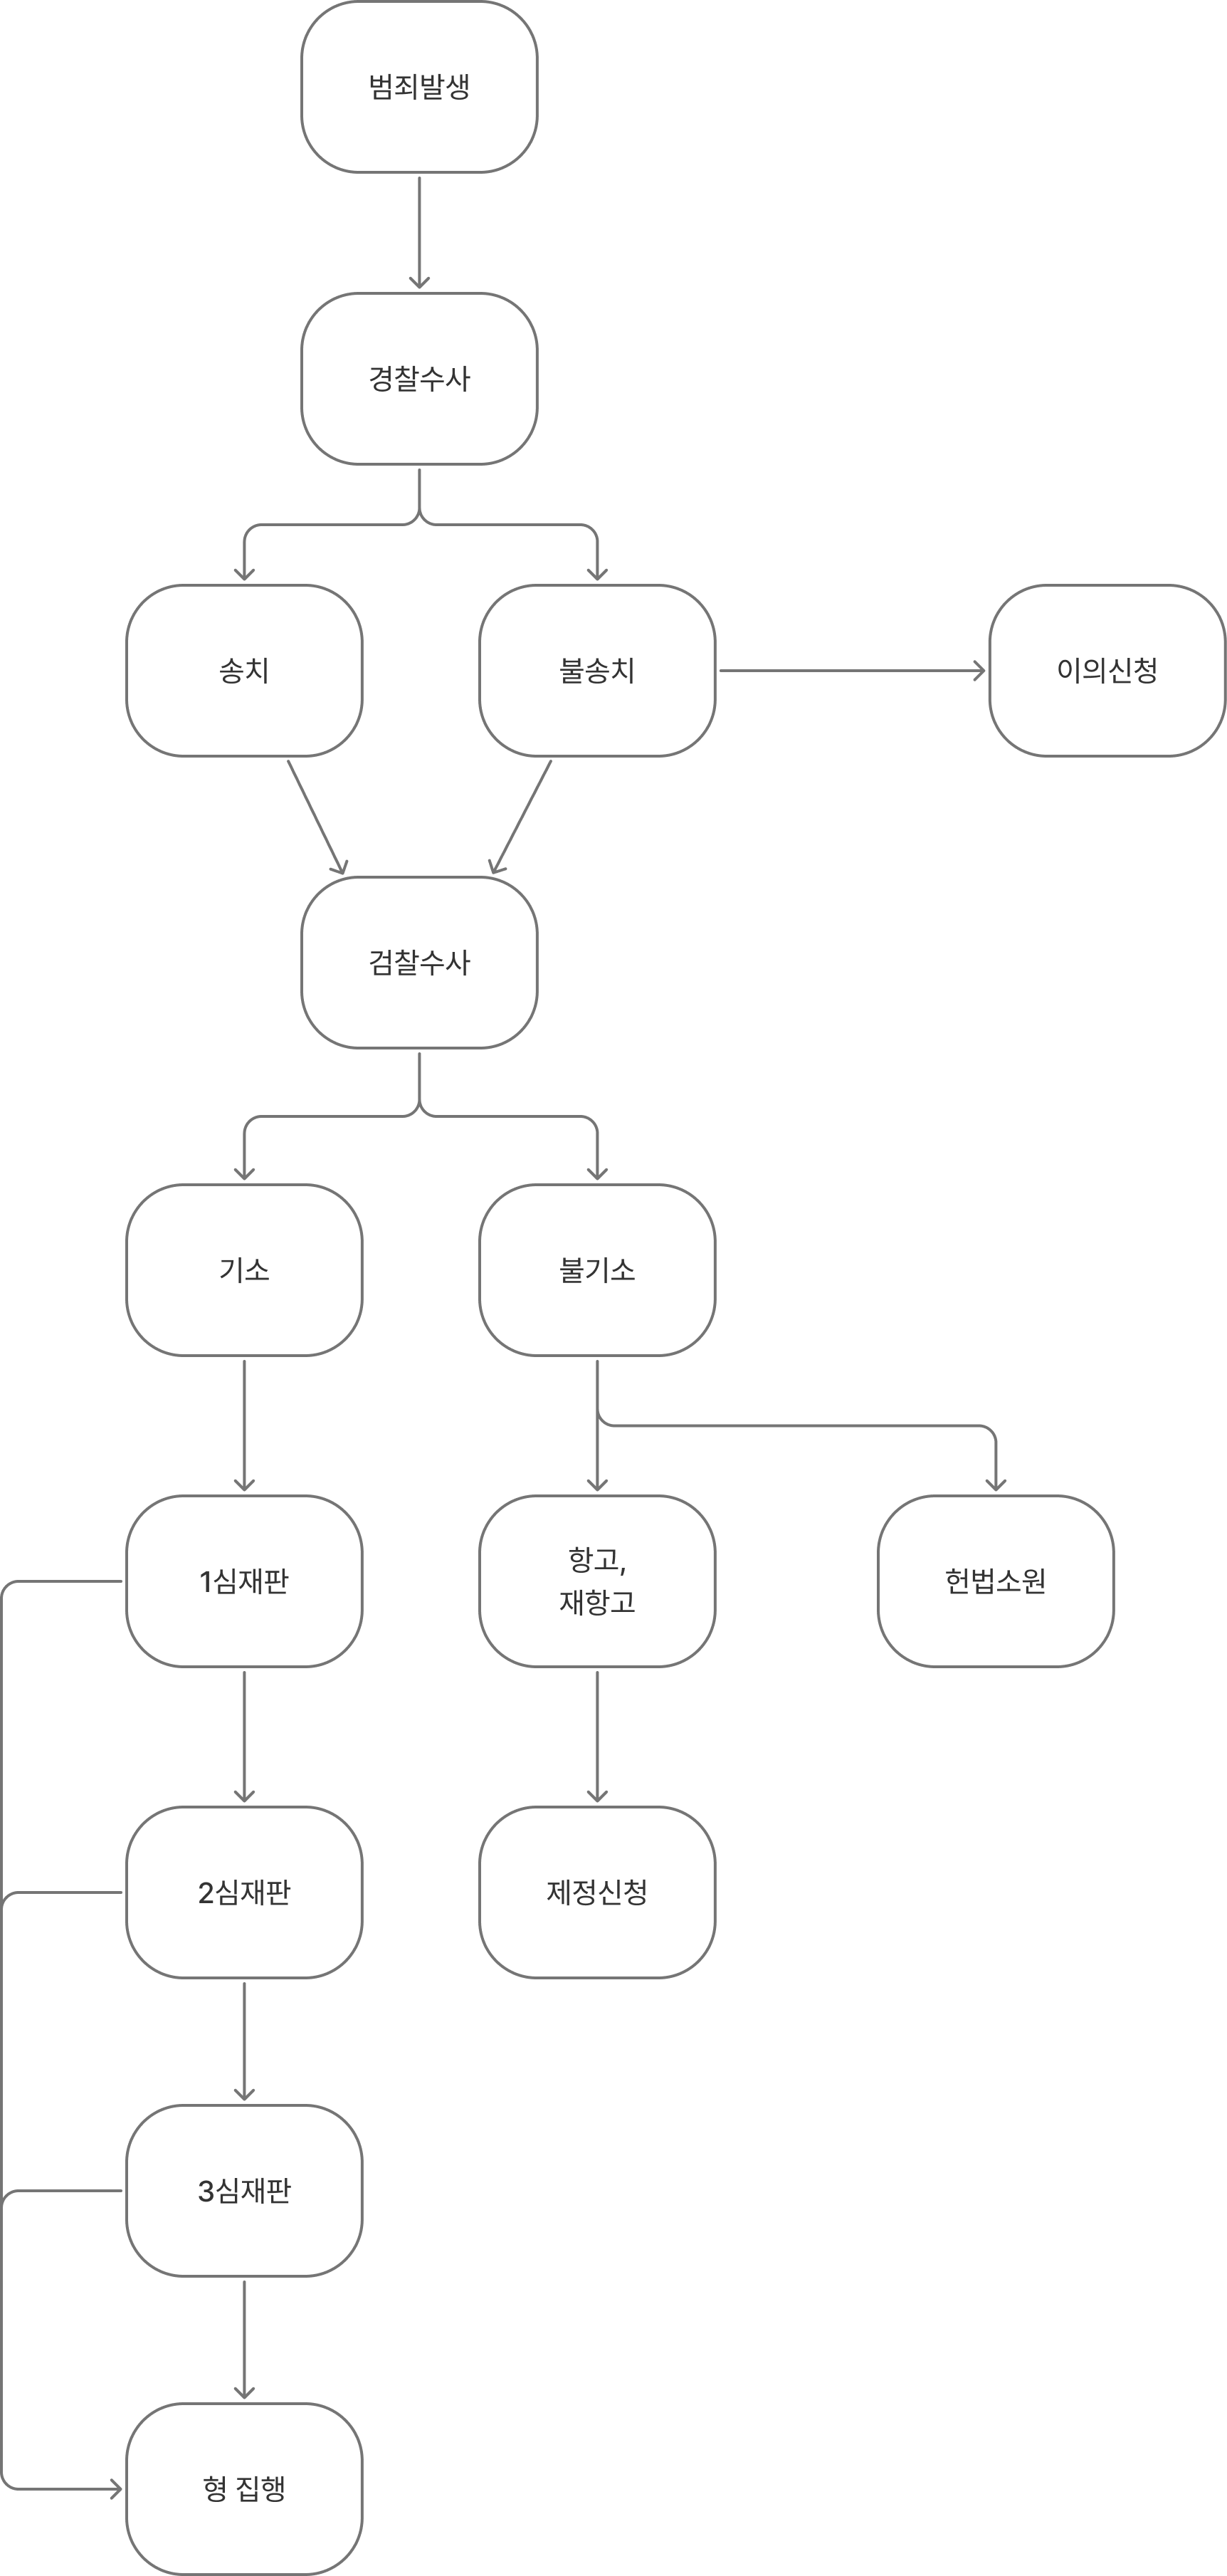 범죄발생
경찰수사
송치
불송치
이의신청
검찰수사
기소
불기소
1심재판
항고,
재항고
헌법소원
2심재판
제정신청
3심재판
형 집행